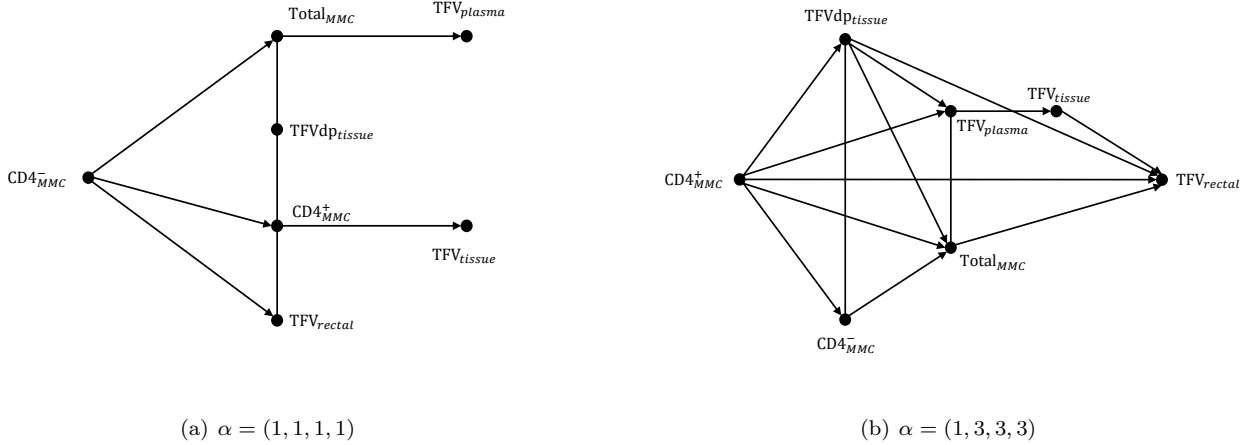 Total_MMC
TFV_plasma
TFVdp_tissue
CD4⁻_MMC
CD4⁺_MMC
TFV_tissue
TFV_rectal
(a) α = (1, 1, 1, 1)
TFVdp_tissue
TFV_tissue
TFV_plasma
CD4⁺_MMC
TFV_rectal
Total_MMC
CD4⁻_MMC
(b) α = (1, 3, 3, 3)